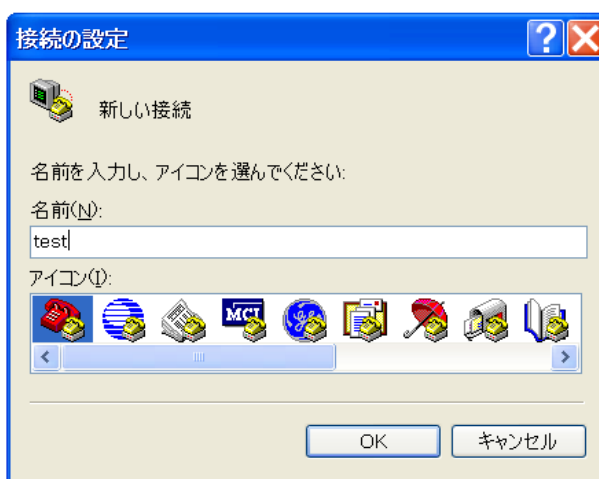 接続の設定
新しい接続
名前を入力し、アイコンを選んでください:
名前(N):
test
アイコン(I):
MCI
OK
キャンセル